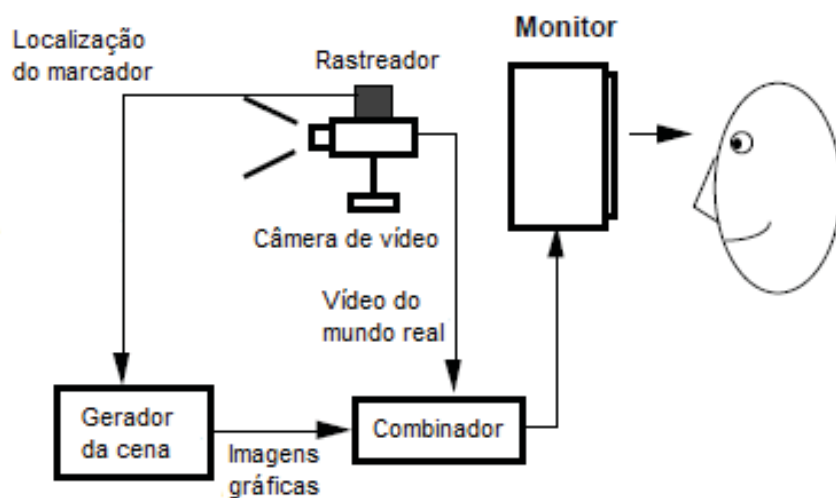 Localização
do marcador
Rastreador
Monitor
Câmera de vídeo
Vídeo do
mundo real
Gerador
da cena
Imagens
gráficas
Combinador